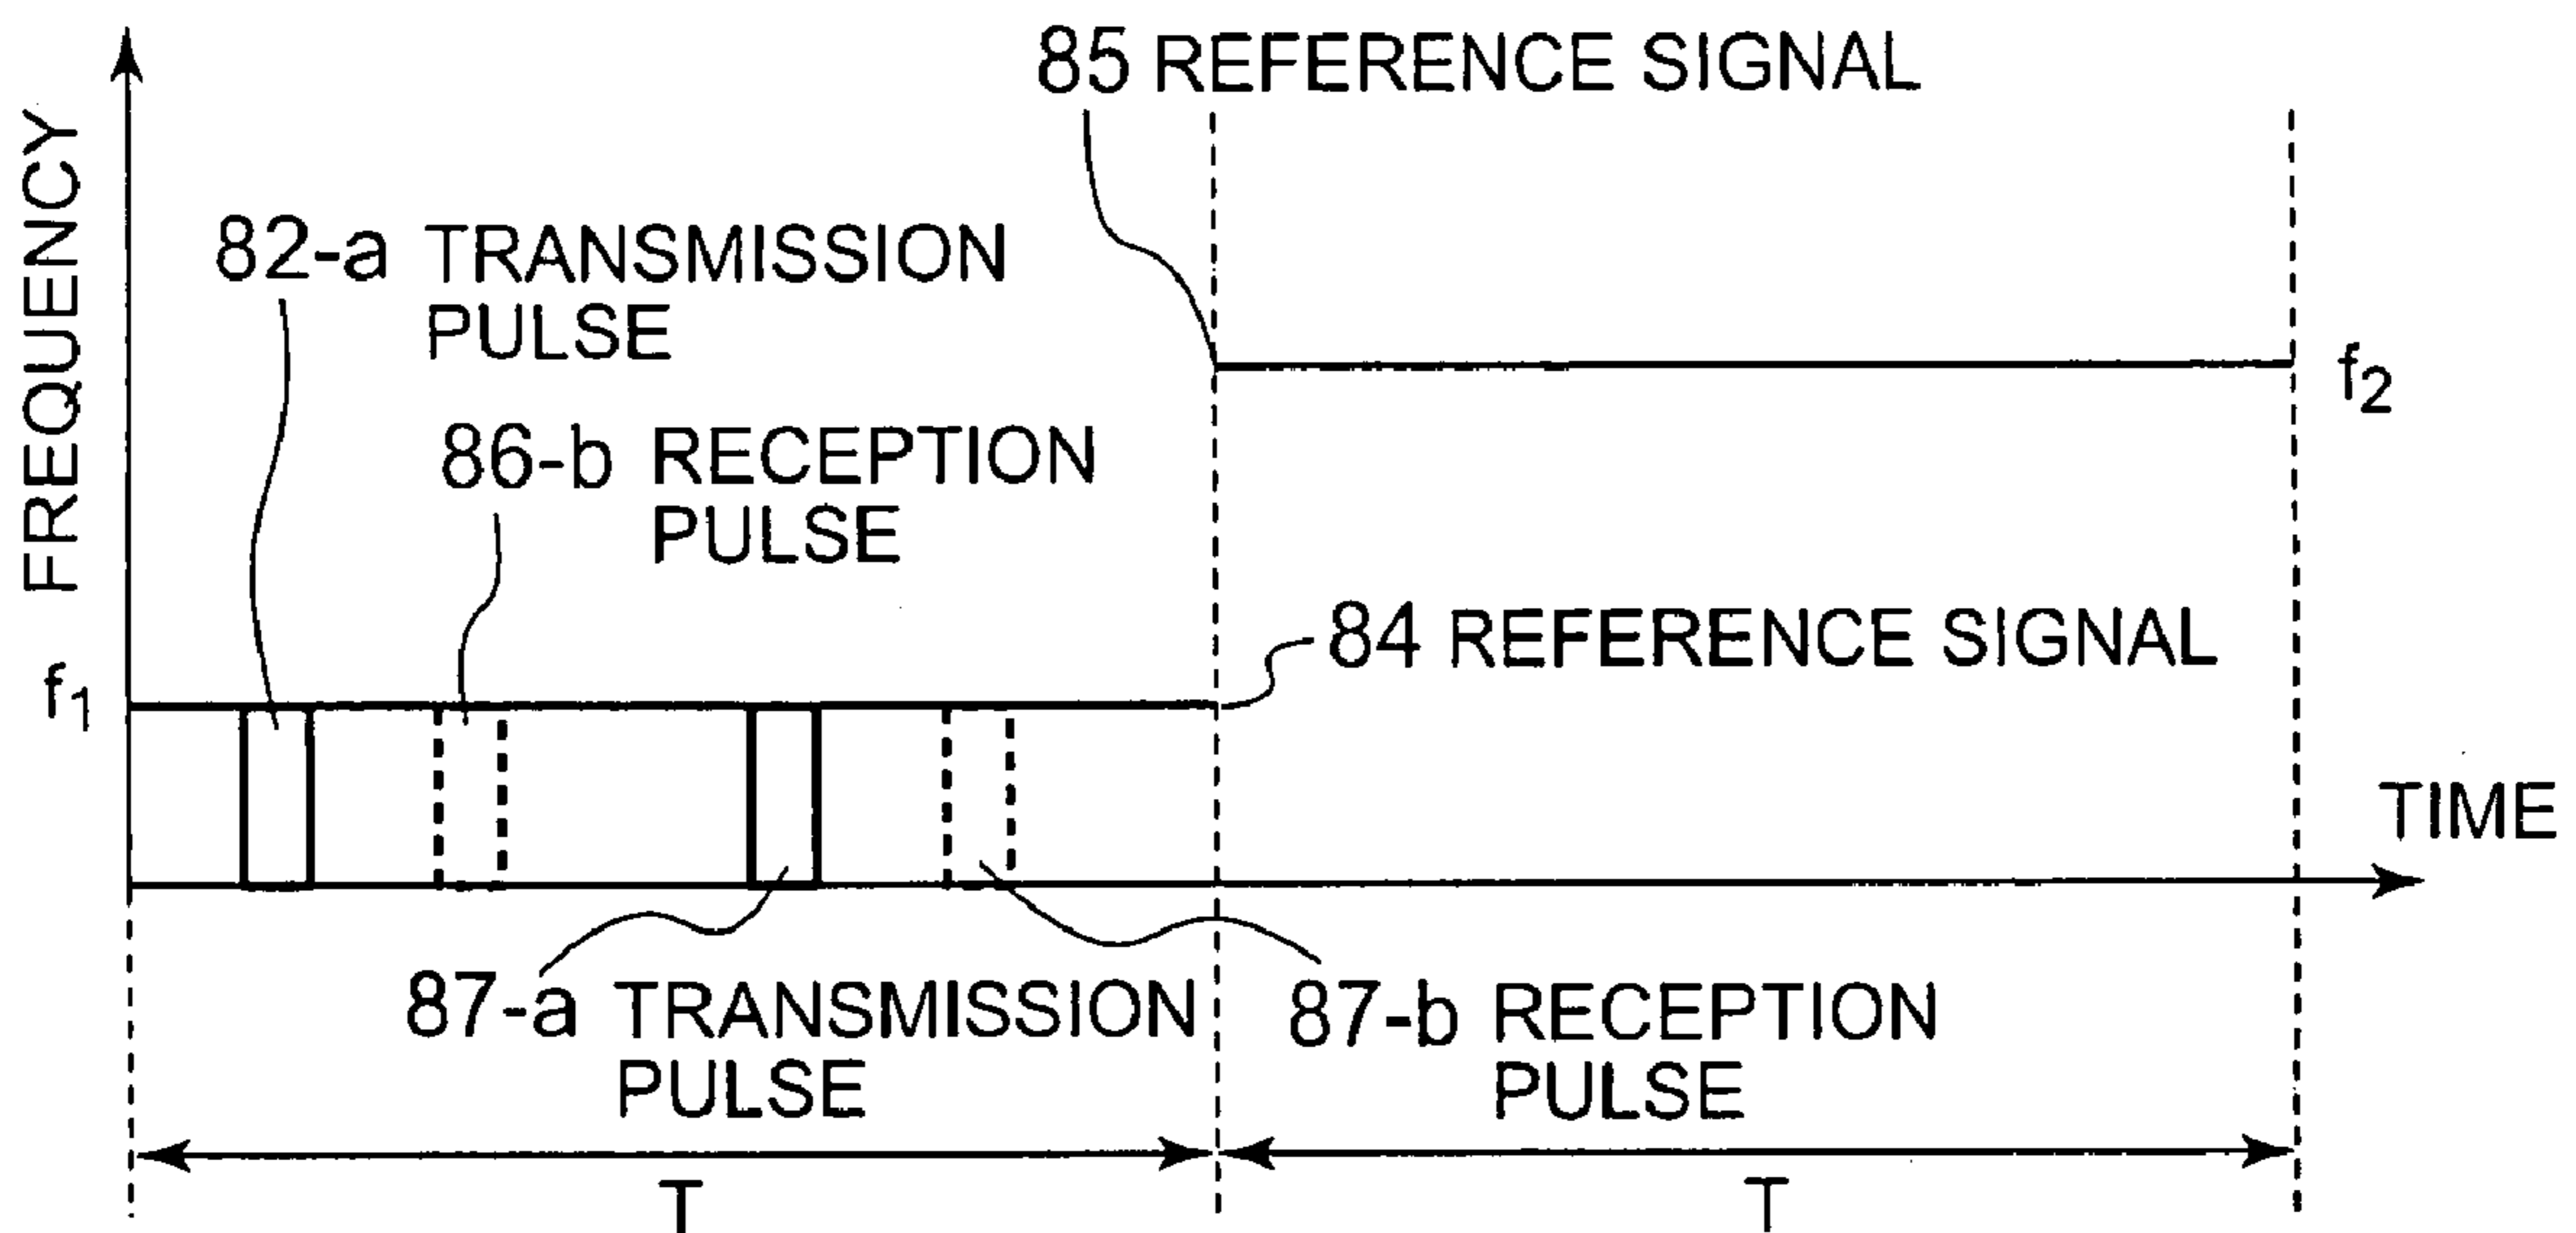 85 REFERENCE SIGNAL
FREQUENCY
82-a TRANSMISSION
PULSE
f2
86-b RECEPTION
PULSE
84 REFERENCE SIGNAL
f1
TIME
87-a TRANSMISSION
PULSE
87-b RECEPTION
PULSE
T
T